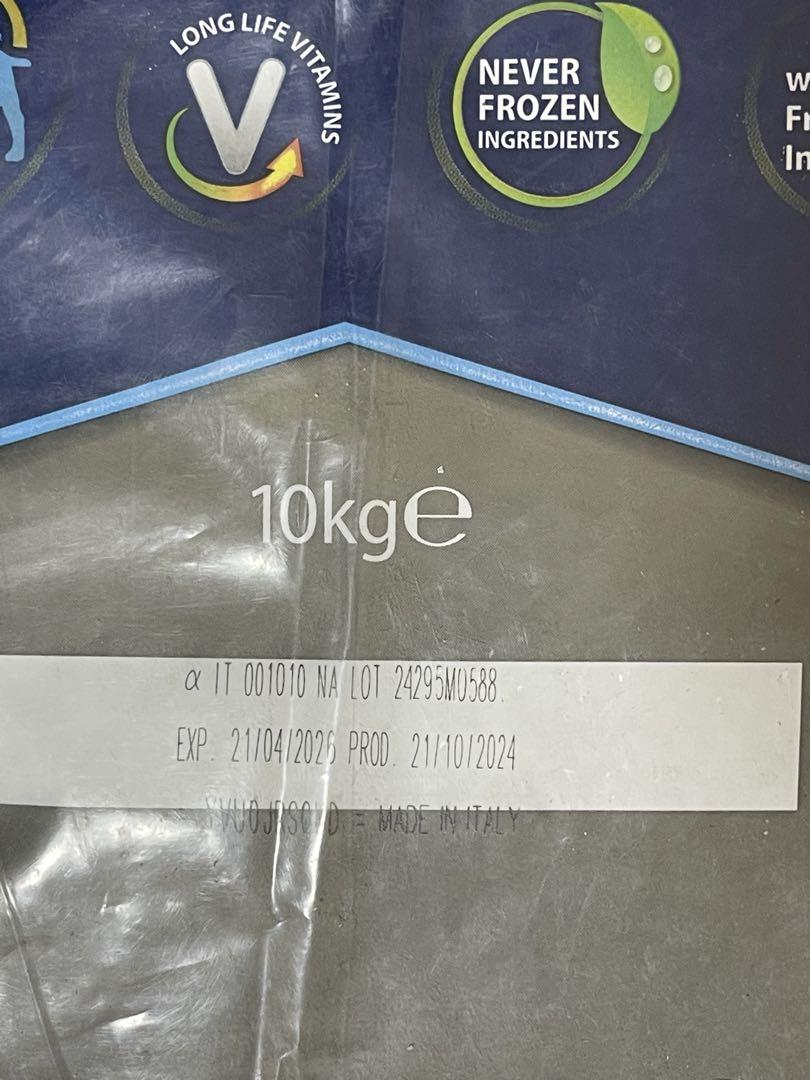 LONG LIFE VITAMINS
V
NEVER
FROZEN
INGREDIENTS
10kg℮
α IT 001010 NA LOT 24295M0588
EXP. 21/04/2026 PROD. 21/10/2024
= MADE IN ITALY